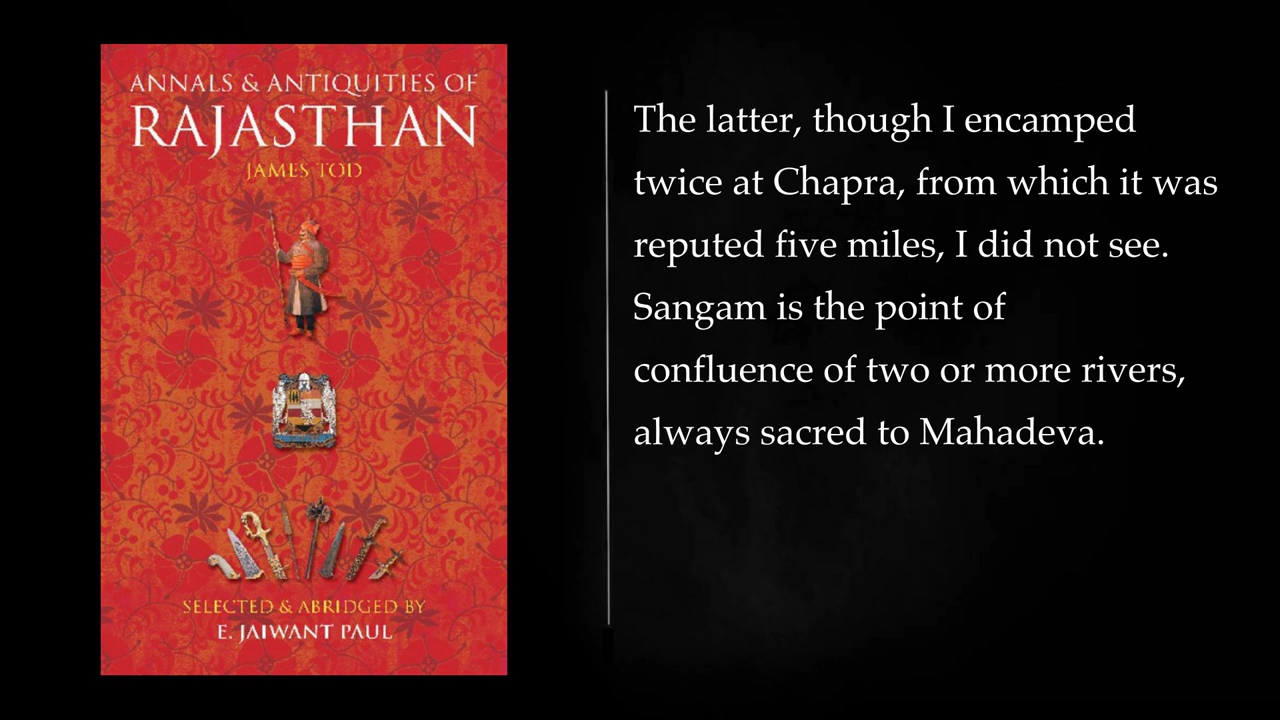 ANNALS & ANTIQUITIES OF
RAJASTHAN
JAMES TOD
SELECTED & ABRIDGED BY
E. JAIWANT PAUL
The latter, though I encamped
twice at Chapra, from which it was
reputed five miles, I did not see.
Sangam is the point of
confluence of two or more rivers,
always sacred to Mahadeva.